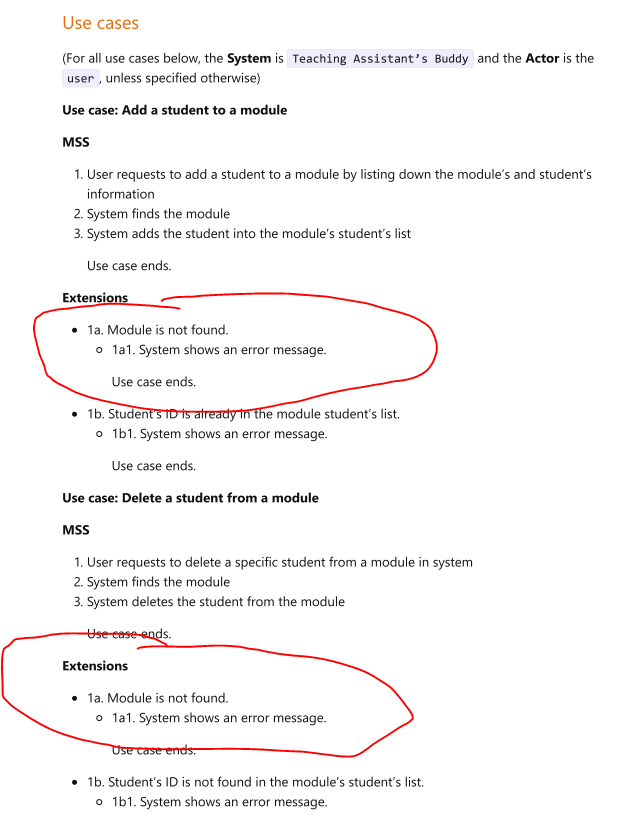 Use cases
(For all use cases below, the System is Teaching Assistant's Buddy and the Actor is the
user, unless specified otherwise)
Use case: Add a student to a module
MSS
1. User requests to add a student to a module by listing down the module's and student's
information
2. System finds the module
3. System adds the student into the module's student's list
Use case ends.
Extensions
• 1a. Module is not found.
○ 1a1. System shows an error message.
Use case ends.
• 1b. Student's ID is already in the module student's list.
○ 1b1. System shows an error message.
Use case ends.
Use case: Delete a student from a module
MSS
1. User requests to delete a specific student from a module in system
2. System finds the module
3. System deletes the student from the module
Use case ends.
Extensions
• 1a. Module is not found.
○ 1a1. System shows an error message.
Use case ends.
• 1b. Student's ID is not found in the module's student's list.
○ 1b1. System shows an error message.